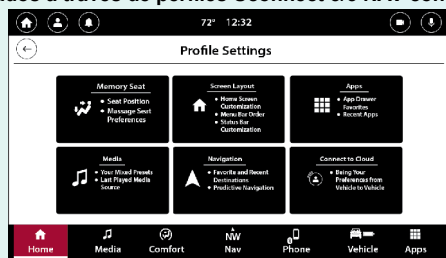 72° 12:32
Profile Settings
Memory Seat
• Seat Position
• Massage Seat
Preferences
Screen Layout
• Home Screen
Customization
• Menu Bar Order
• Status Bar
Customization
Apps
• App Drawer
Favorites
• Recent Apps
Media
• Your Mixed Presets
• Last Played Media
Source
Navigation
• Favorite and Recent
Destinations
• Predictive Navigation
Connect to Cloud
• Being Your
Preferences from
Vehicle to Vehicle
NW
Home Media Comfort Nav Phone Vehicle Apps